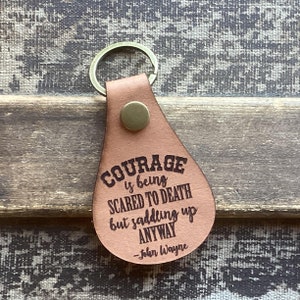 COURAGE
is being
SCARED TO DEATH
but saddling up
ANYWAY
-John Wayne